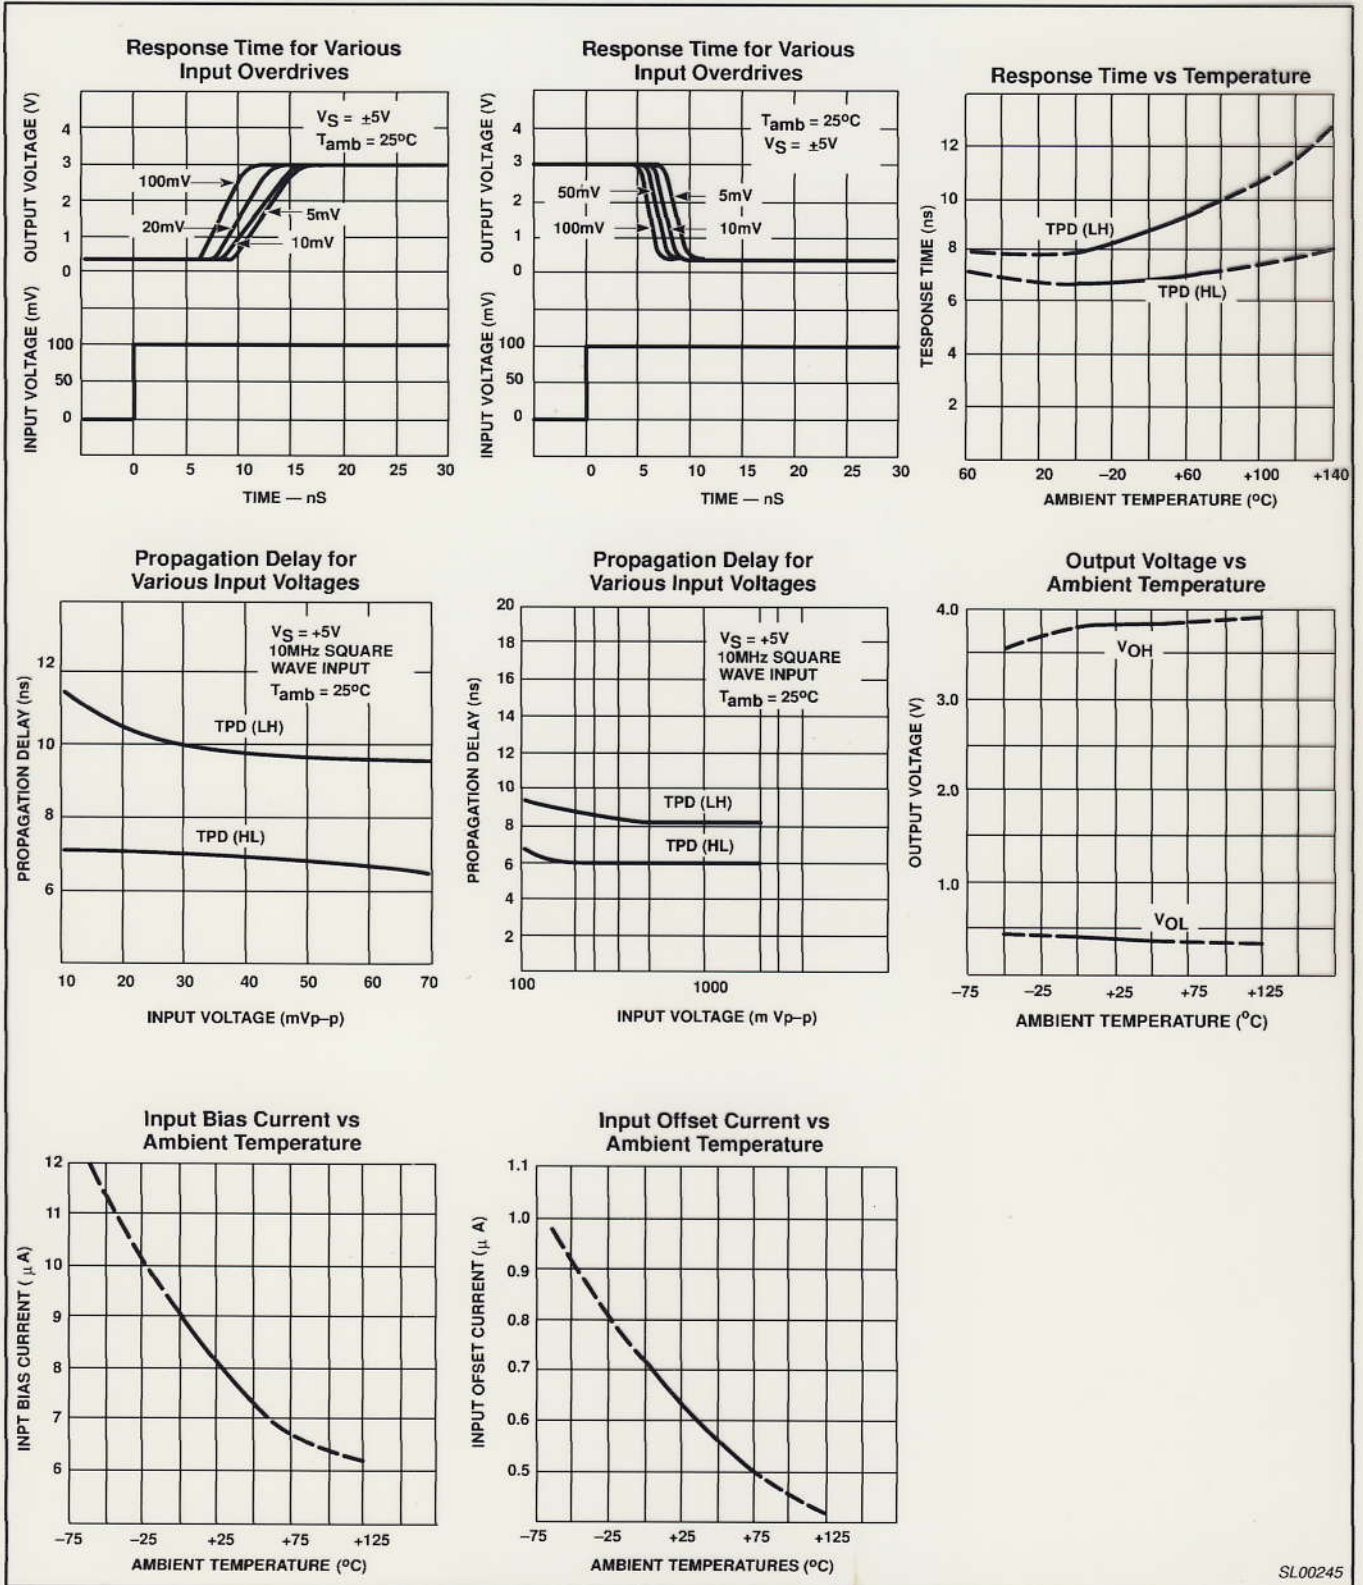 Response Time for Various
Input Overdrives
OUTPUT VOLTAGE (V)
INPUT VOLTAGE (mV)
4
3
2
1
0
100
50
0
VS = ±5V
Tamb = 25°C
100mV
20mV
5mV
10mV
0 5 10 15 20 25 30
TIME — nS
Response Time for Various
Input Overdrives
OUTPUT VOLTAGE (V)
INPUT VOLTAGE (mV)
4
3
2
1
0
100
50
0
Tamb = 25°C
VS = ±5V
50mV
5mV
100mV
10mV
0 5 10 15 20 25 30
TIME — nS
Response Time vs Temperature
TESPONSE TIME (ns)
12
10
8
6
4
2
TPD (LH)
TPD (HL)
60 20 –20 +60 +100 +140
AMBIENT TEMPERATURE (°C)
Propagation Delay for
Various Input Voltages
PROPAGATION DELAY (ns)
12
10
8
6
VS = +5V
10MHz SQUARE
WAVE INPUT
Tamb = 25°C
TPD (LH)
TPD (HL)
10 20 30 40 50 60 70
INPUT VOLTAGE (mVp–p)
Propagation Delay for
Various Input Voltages
PROPAGATION DELAY (ns)
20
18
16
14
12
10
8
6
4
2
VS = +5V
10MHz SQUARE
WAVE INPUT
Tamb = 25°C
TPD (LH)
TPD (HL)
100 1000
INPUT VOLTAGE (m Vp–p)
Output Voltage vs
Ambient Temperature
OUTPUT VOLTAGE (V)
4.0
3.0
2.0
1.0
VOH
VOL
–75 –25 +25 +75 +125
AMBIENT TEMPERATURE (°C)
Input Bias Current vs
Ambient Temperature
INPT BIAS CURRENT ( μ A)
12
11
10
9
8
7
6
–75 –25 +25 +75 +125
AMBIENT TEMPERATURE (°C)
Input Offset Current vs
Ambient Temperature
INPUT OFFSET CURRENT ( μ A)
1.1
1.0
0.9
0.8
0.7
0.6
0.5
–75 –25 +25 +75 +125
AMBIENT TEMPERATURES (°C)
SL00245